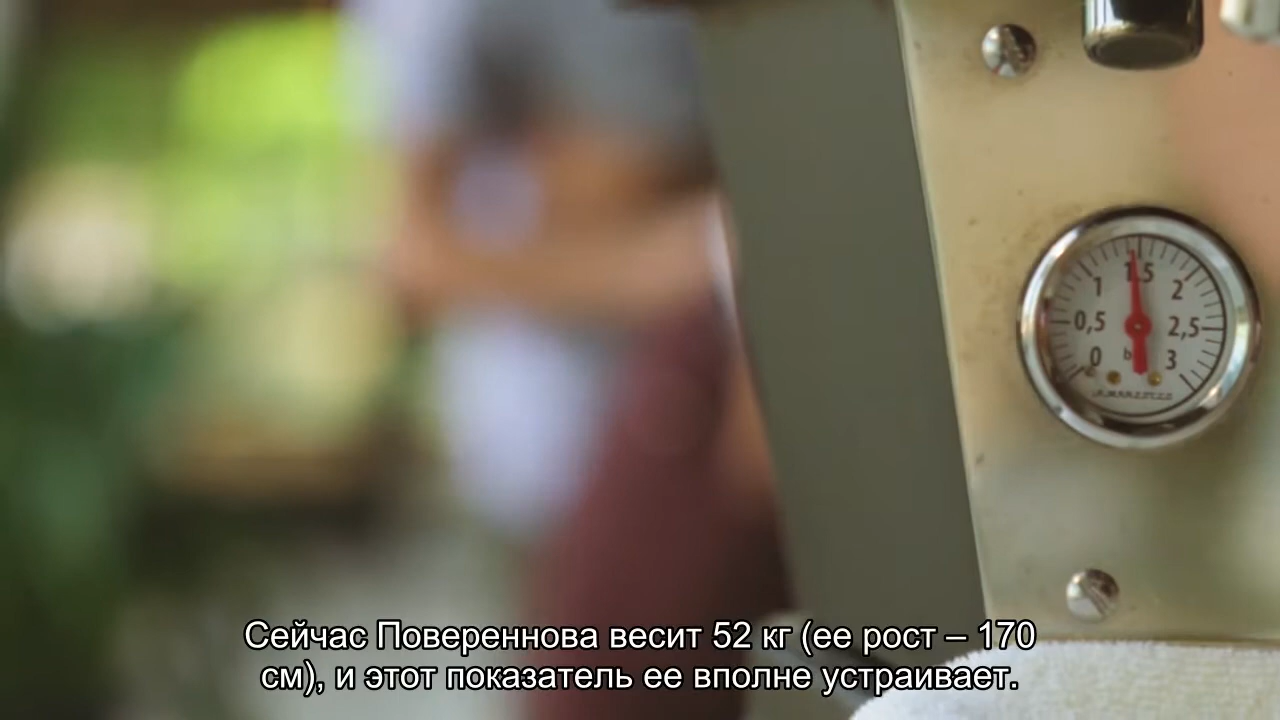 1,5
1
2
0,5
2,5
0
b
3
Сейчас Повереннова весит 52 кг (ее рост – 170
см), и этот показатель ее вполне устраивает.